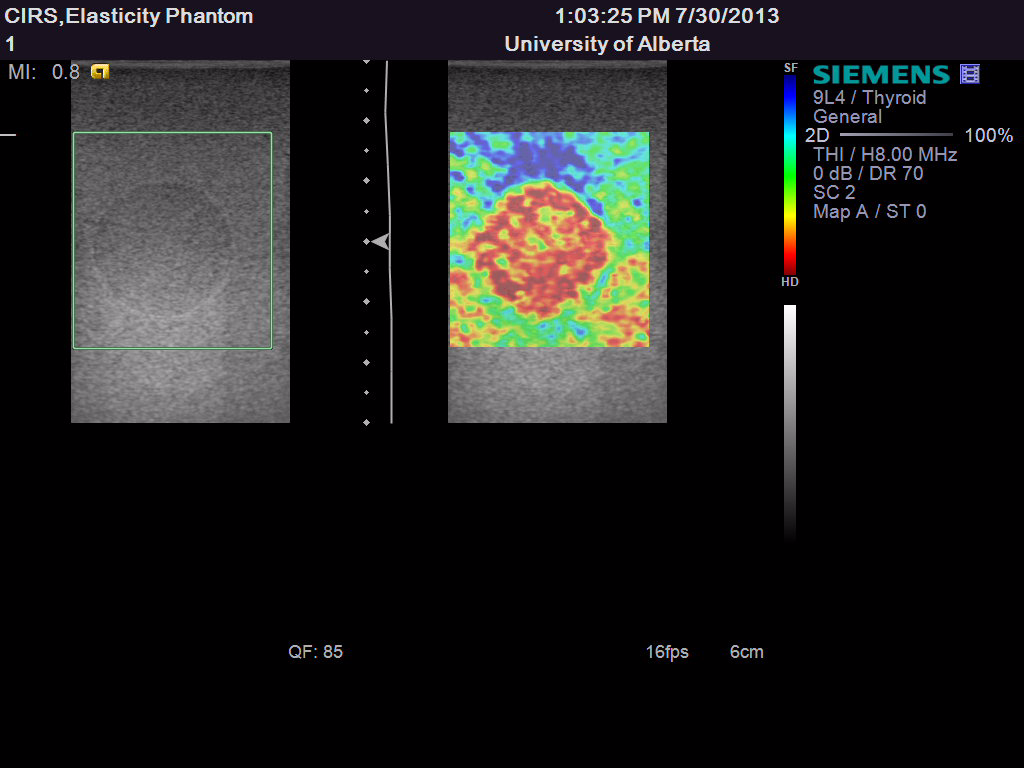 CIRS,Elasticity Phantom 1:03:25 PM 7/30/2013
1 University of Alberta
MI: 0.8
SF
SIEMENS
9L4 / Thyroid
General
2D 100%
THI / H8.00 MHz
0 dB / DR 70
SC 2
Map A / ST 0
HD
QF: 85 16fps 6cm